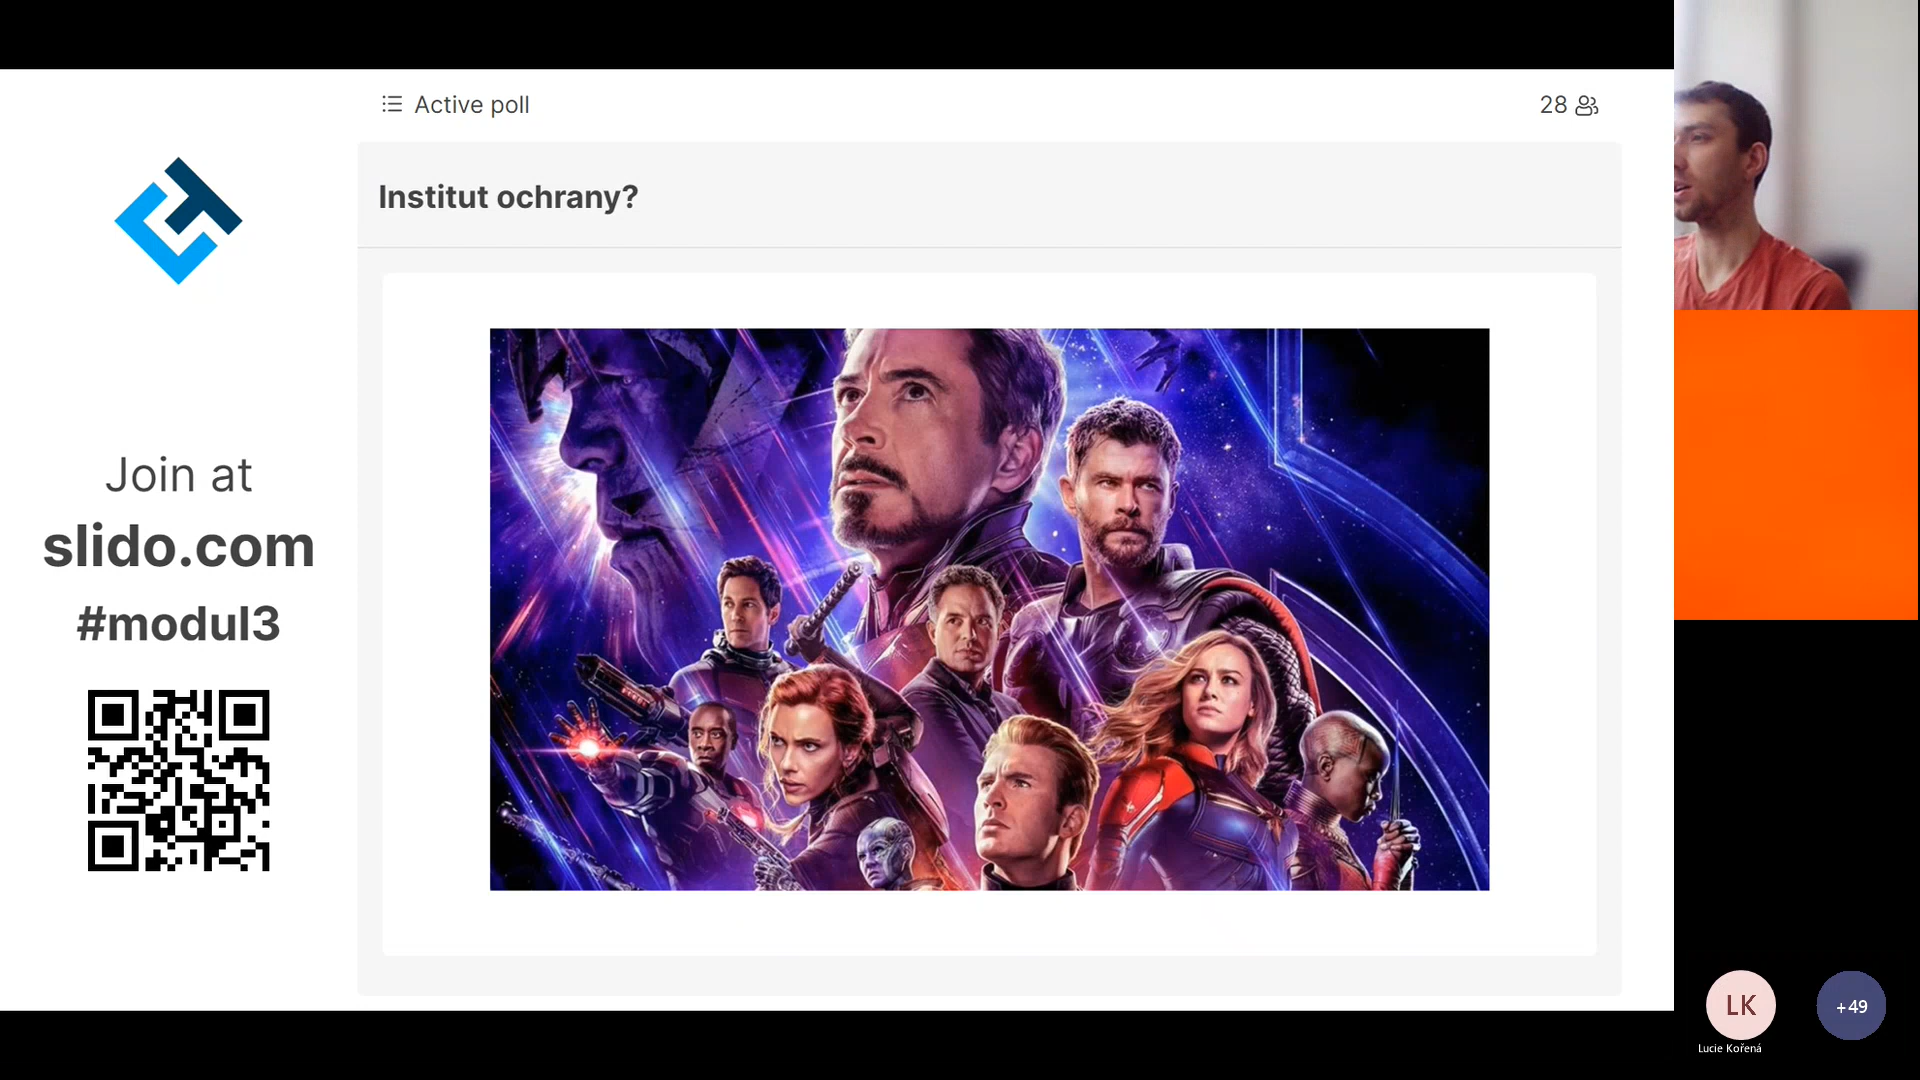 Active poll
28
Institut ochrany?
Join at
slido.com
#modul3
LK
+49
Lucie Kořená